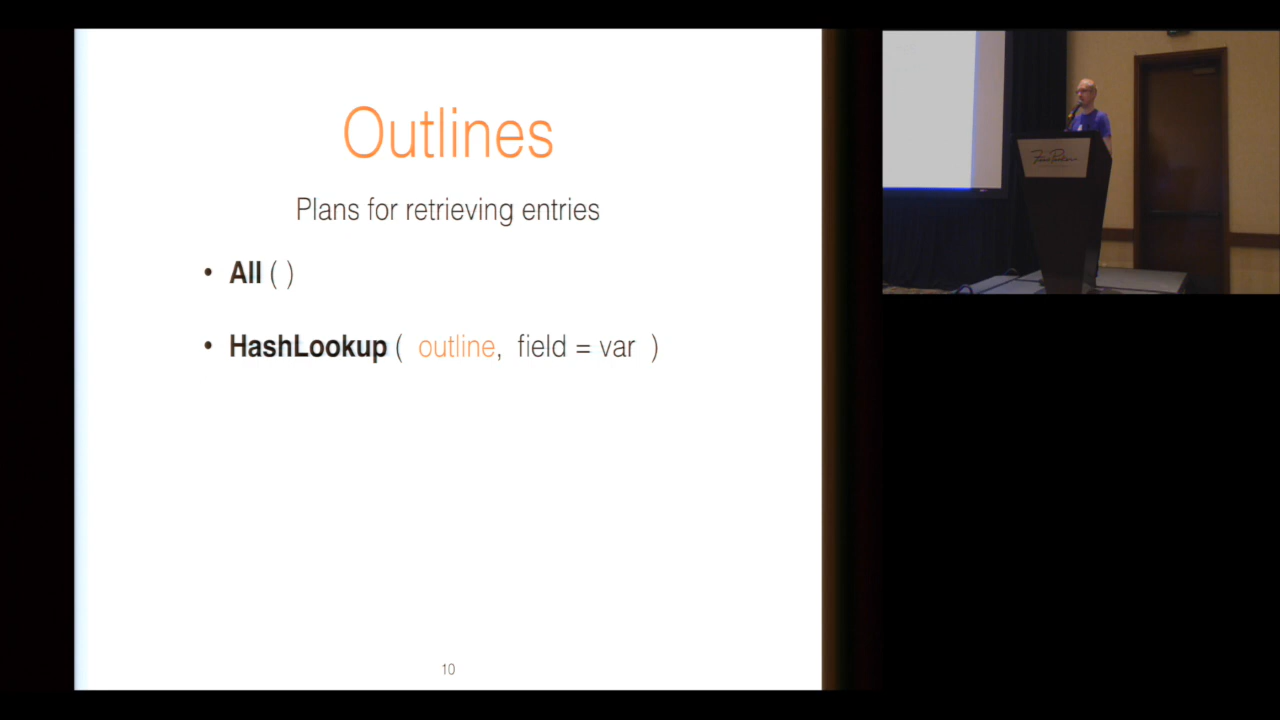 Outlines
Plans for retrieving entries
• All ( )
• HashLookup ( outline, field = var )
10